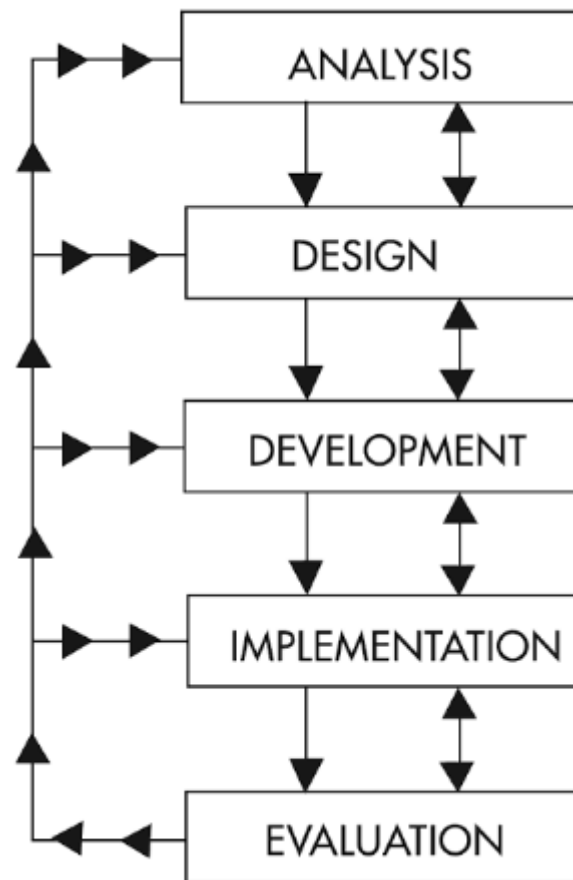 ANALYSIS
DESIGN
DEVELOPMENT
IMPLEMENTATION
EVALUATION